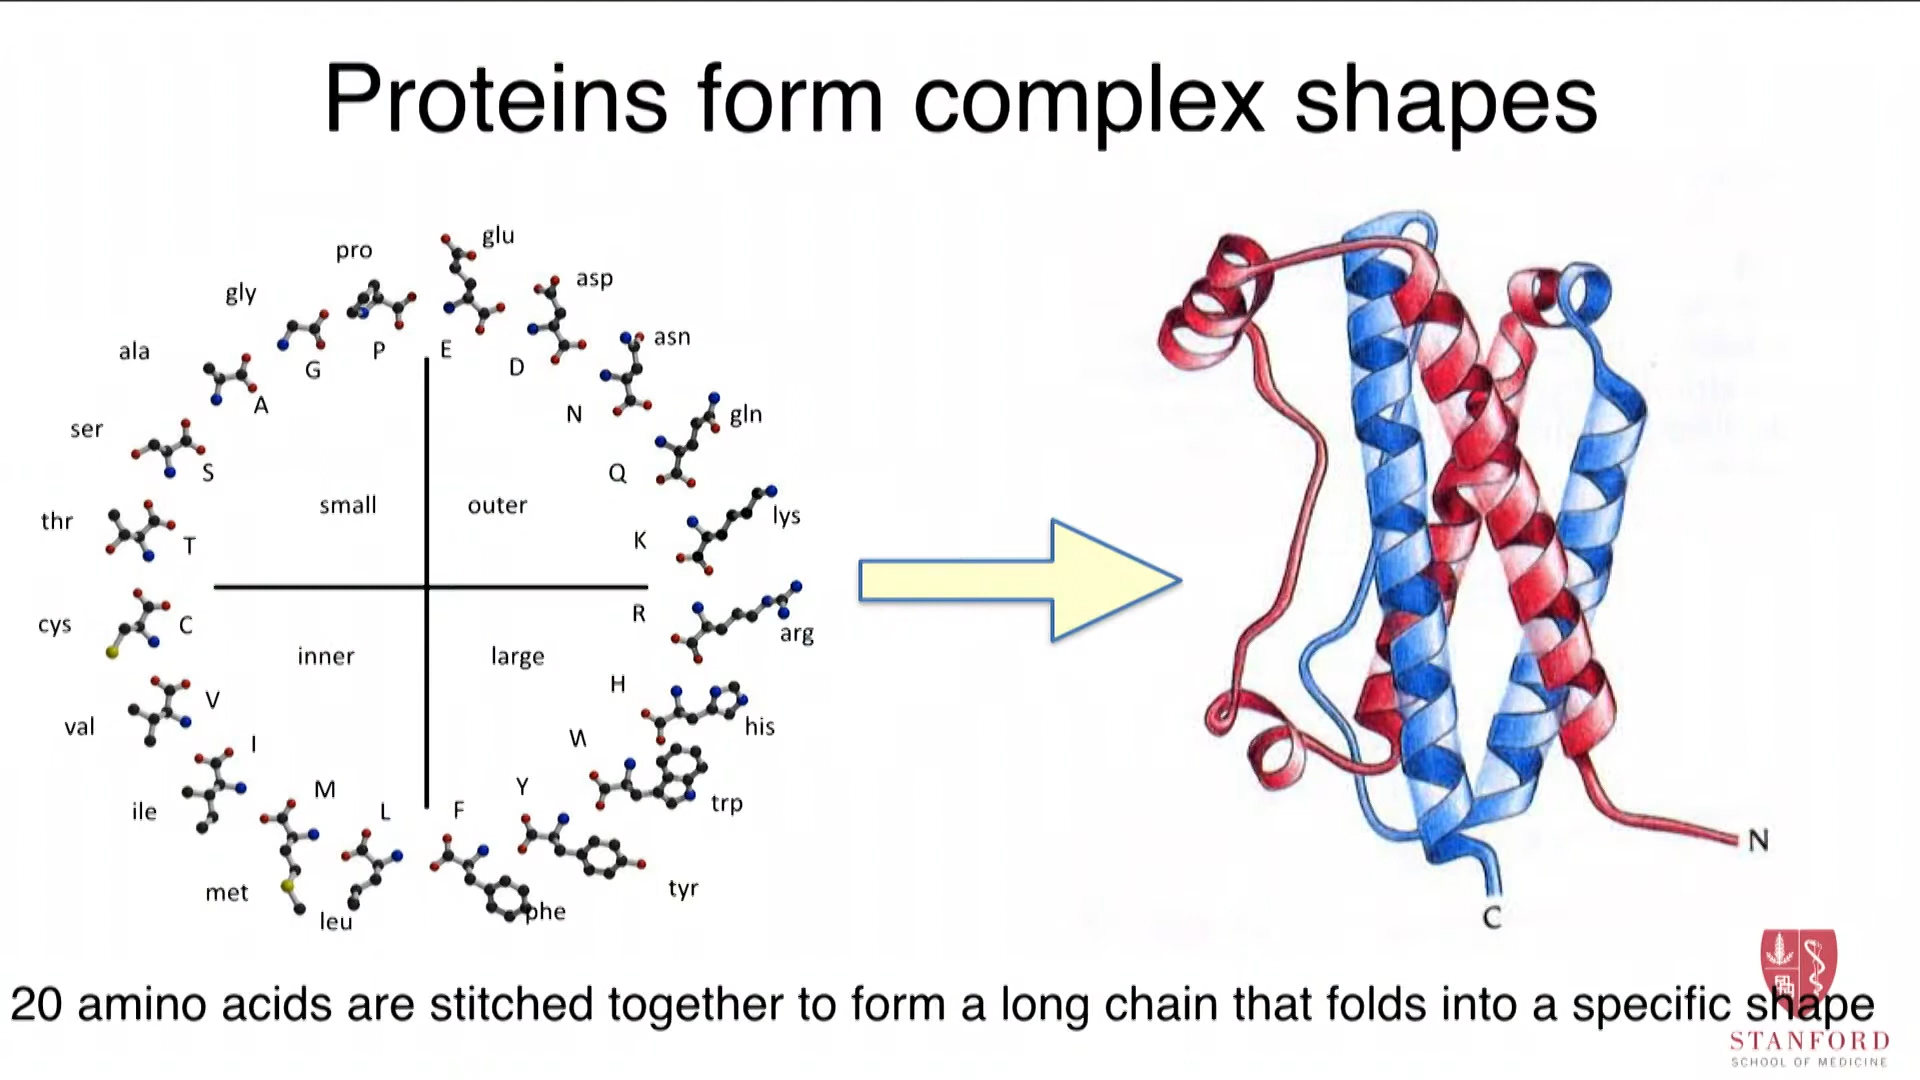 Proteins form complex shapes
glu
pro
asp
gly
asn
ala
E
P
D
G
A
N
gln
ser
S
Q
small
outer
lys
thr
T
K
R
cys
C
arg
inner
large
H
V
val
his
W
I
Y
M
ile
L
F
trp
met
tyr
phe
leu
N
C
20 amino acids are stitched together to form a long chain that folds into a specific shape
STANFORD
SCHOOL OF MEDICINE